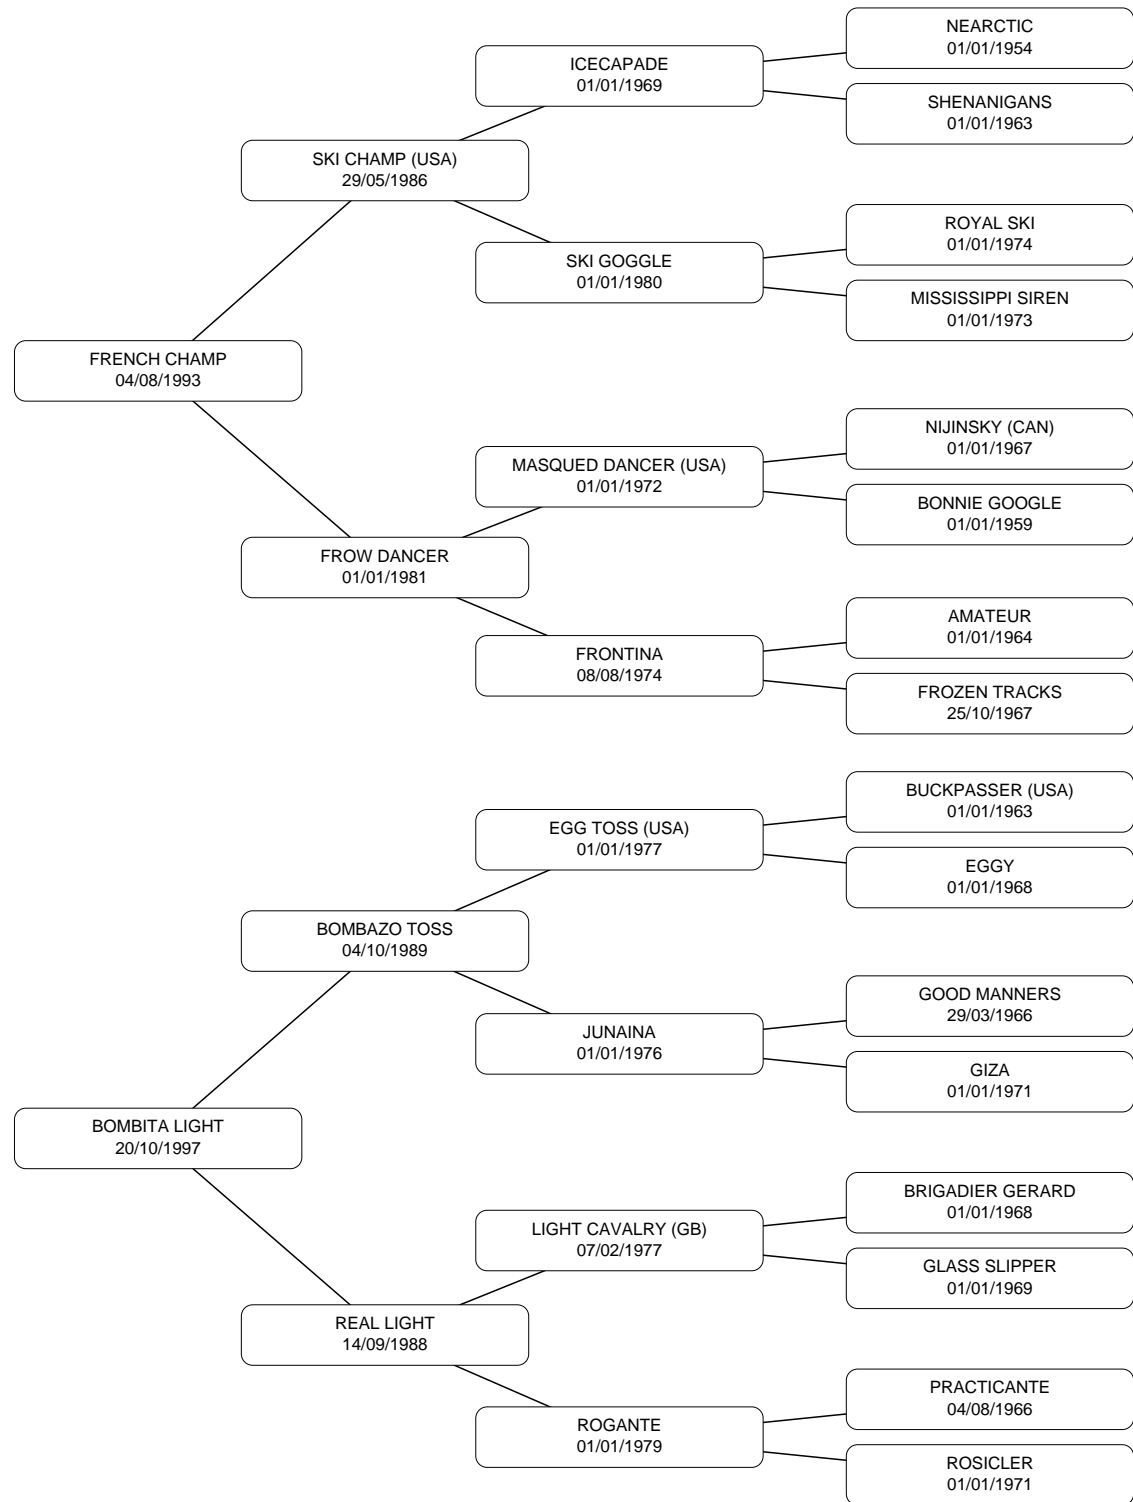 NEARCTIC
01/01/1954
ICECAPADE
01/01/1969
SHENANIGANS
01/01/1963
SKI CHAMP (USA)
29/05/1986
ROYAL SKI
01/01/1974
SKI GOGGLE
01/01/1980
MISSISSIPPI SIREN
01/01/1973
FRENCH CHAMP
04/08/1993
NIJINSKY (CAN)
01/01/1967
MASQUED DANCER (USA)
01/01/1972
BONNIE GOOGLE
01/01/1959
FROW DANCER
01/01/1981
AMATEUR
01/01/1964
FRONTINA
08/08/1974
FROZEN TRACKS
25/10/1967
BUCKPASSER (USA)
01/01/1963
EGG TOSS (USA)
01/01/1977
EGGY
01/01/1968
BOMBAZO TOSS
04/10/1989
GOOD MANNERS
29/03/1966
JUNAINA
01/01/1976
GIZA
01/01/1971
BOMBITA LIGHT
20/10/1997
BRIGADIER GERARD
01/01/1968
LIGHT CAVALRY (GB)
07/02/1977
GLASS SLIPPER
01/01/1969
REAL LIGHT
14/09/1988
PRACTICANTE
04/08/1966
ROGANTE
01/01/1979
ROSICLER
01/01/1971